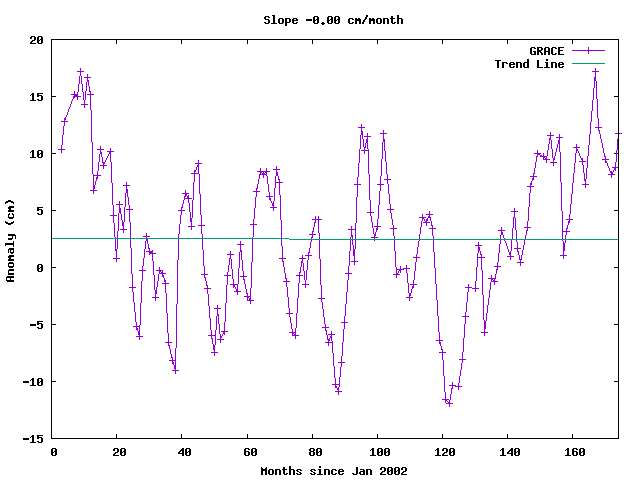 Slope -0.00 cm/month
GRACE
Trend Line
20
15
10
5
0
-5
-10
-15
Anomaly (cm)
0 20 40 60 80 100 120 140 160
Months since Jan 2002